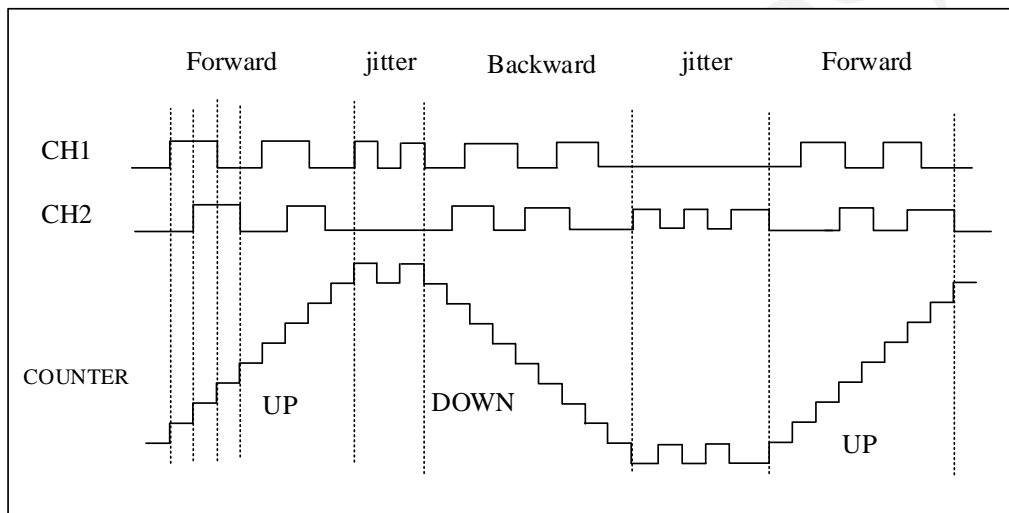 Forward jitter Backward jitter Forward
CH1
CH2
COUNTER
UP DOWN UP